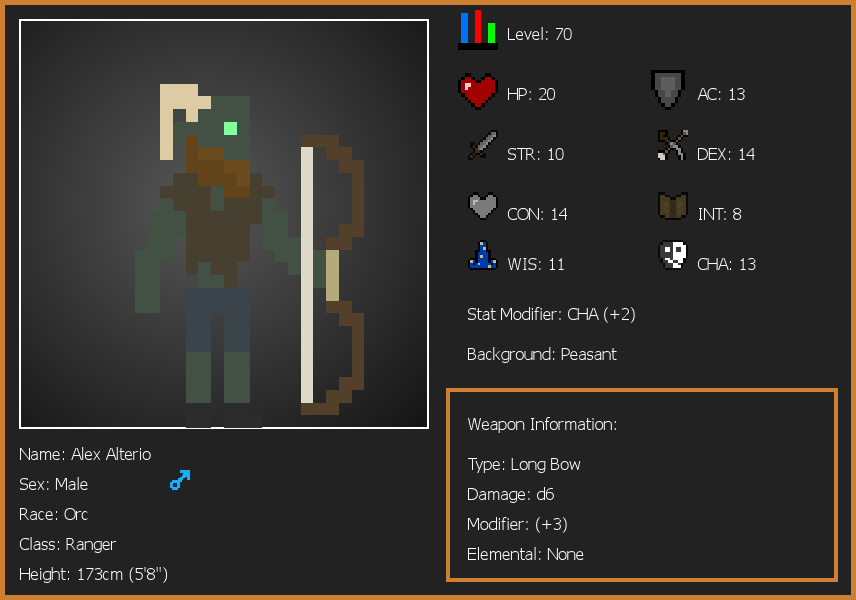 Level: 70
HP: 20
AC: 13
STR: 10
DEX: 14
CON: 14
INT: 8
WIS: 11
CHA: 13
Stat Modifier: CHA (+2)
Background: Peasant
Weapon Information:
Type: Long Bow
Damage: d6
Modifier: (+3)
Elemental: None
Name: Alex Alterio
Sex: Male
Race: Orc
Class: Ranger
Height: 173cm (5'8")